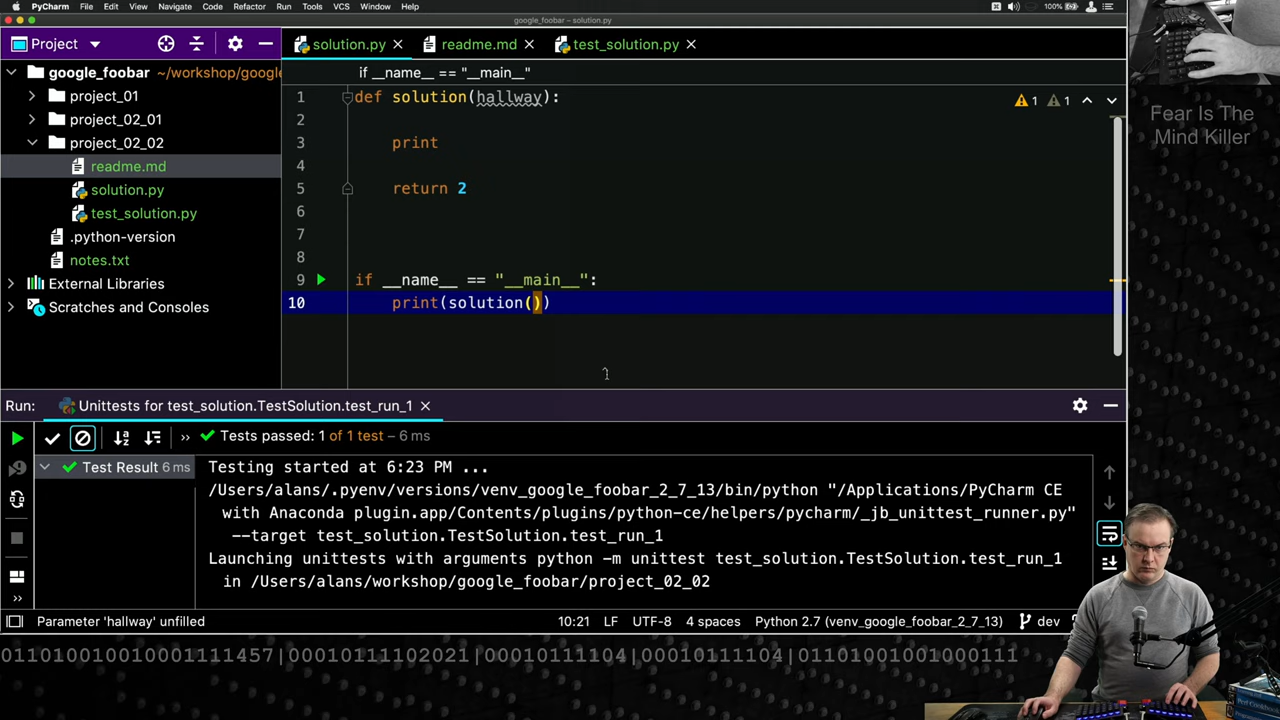 PyCharm File Edit View Navigate Code Refactor Run Tools VCS Window Help 100%
google_foobar – solution.py
Project
solution.py
readme.md
test_solution.py
google_foobar ~/workshop/google
if __name__ == "__main__"
project_01
project_02_01
project_02_02
readme.md
solution.py
test_solution.py
.python-version
notes.txt
External Libraries
Scratches and Consoles
1 def solution(hallway):
2
3 print
4
5 return 2
6
7
8
9 if __name__ == "__main__":
10 print(solution())
1 1
Fear Is The
Mind Killer
Run: Unittests for test_solution.TestSolution.test_run_1
Tests passed: 1 of 1 test – 6 ms
Test Result 6 ms
Testing started at 6:23 PM ...
/Users/alans/.pyenv/versions/venv_google_foobar_2_7_13/bin/python "/Applications/PyCharm CE
with Anaconda plugin.app/Contents/plugins/python-ce/helpers/pycharm/_jb_unittest_runner.py"
--target test_solution.TestSolution.test_run_1
Launching unittests with arguments python -m unittest test_solution.TestSolution.test_run_1
in /Users/alans/workshop/google_foobar/project_02_02
Parameter 'hallway' unfilled 10:21 LF UTF-8 4 spaces Python 2.7 (venv_google_foobar_2_7_13) dev
011010010010001111457|00010111102021|00010111104|00010111104|01101001001000111